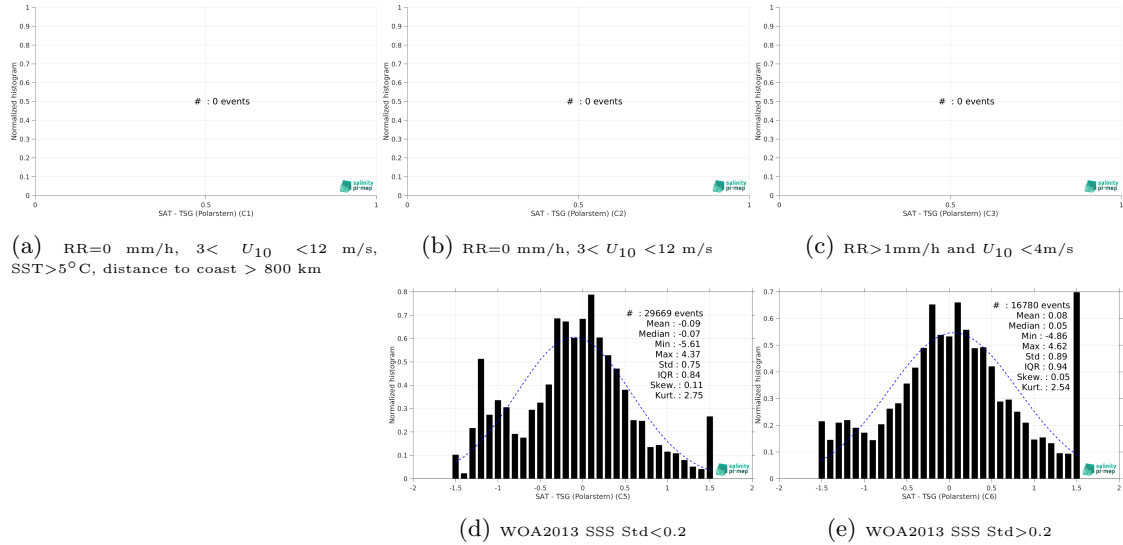 1
0.9
0.8
0.7
0.6
0.5
0.4
0.3
0.2
0.1
0
Normalized histogram
# : 0 events
salinity
pi-mep
0 0.5 1
SAT - TSG (Polarstern) (C1)
(a) RR=0 mm/h, 3< U10 <12 m/s,
SST>5°C, distance to coast > 800 km
1
0.9
0.8
0.7
0.6
0.5
0.4
0.3
0.2
0.1
0
Normalized histogram
# : 0 events
salinity
pi-mep
0 0.5 1
SAT - TSG (Polarstern) (C2)
(b) RR=0 mm/h, 3< U10 <12 m/s
1
0.9
0.8
0.7
0.6
0.5
0.4
0.3
0.2
0.1
0
Normalized histogram
# : 0 events
salinity
pi-mep
0 0.5 1
SAT - TSG (Polarstern) (C3)
(c) RR>1mm/h and U10 <4m/s
0.8
0.7
0.6
0.5
0.4
0.3
0.2
0.1
0
Normalized histogram
# : 29669 events
Mean : -0.09
Median : -0.07
Min : -5.61
Max : 4.37
Std : 0.75
IQR : 0.84
Skew. : 0.11
Kurt. : 2.75
salinity
pi-mep
-2 -1.5 -1 -0.5 0 0.5 1 1.5 2
SAT - TSG (Polarstern) (C5)
(d) WOA2013 SSS Std<0.2
0.7
0.6
0.5
0.4
0.3
0.2
0.1
0
Normalized histogram
# : 16780 events
Mean : 0.08
Median : 0.05
Min : -4.86
Max : 4.62
Std : 0.89
IQR : 0.94
Skew. : 0.05
Kurt. : 2.54
salinity
pi-mep
-2 -1.5 -1 -0.5 0 0.5 1 1.5 2
SAT - TSG (Polarstern) (C6)
(e) WOA2013 SSS Std>0.2